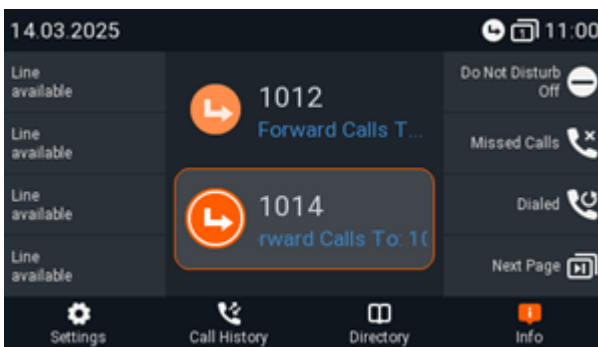 14.03.2025
1 11:00
Line
available
Line
available
Line
available
Line
available
1012
Forward Calls T...
1014
rward Calls To: 10
Do Not Disturb
Off
Missed Calls
Dialed
Next Page
Settings
Call History
Directory
Info